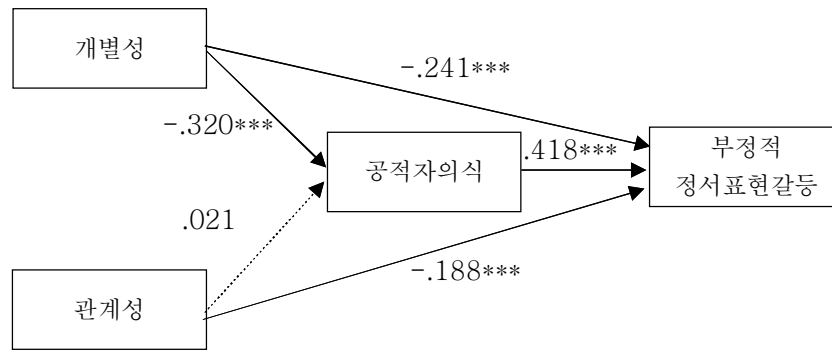 개별성
-.241***
-.320***
공적자의식
.418***
부정적
정서표현갈등
.021
-.188***
관계성